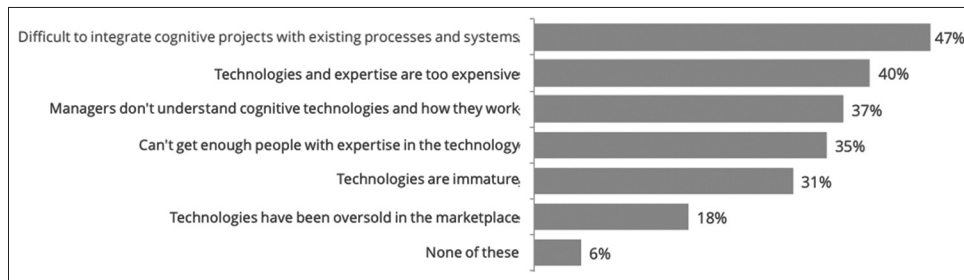 Difficult to integrate cognitive projects with existing processes and systems 47%
Technologies and expertise are too expensive 40%
Managers don't understand cognitive technologies and how they work 37%
Can't get enough people with expertise in the technology 35%
Technologies are immature 31%
Technologies have been oversold in the marketplace 18%
None of these 6%